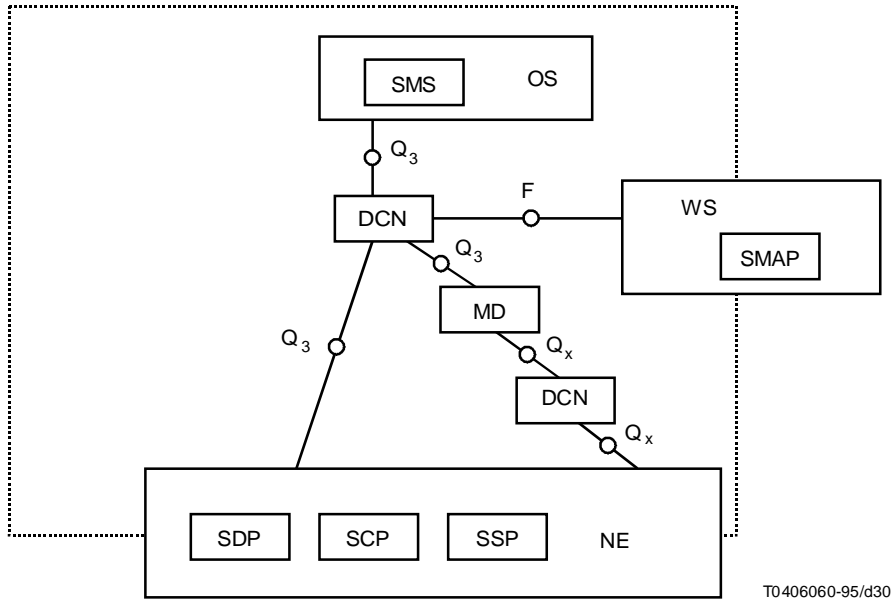 SMS OS
Q3
F
WS
DCN
SMAP
Q3
MD
Q3
Qx
DCN
Qx
SDP SCP SSP NE
T0406060-95/d30